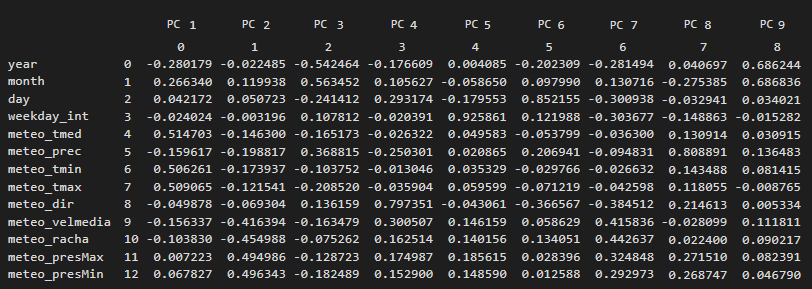 PC 1 PC 2 PC 3 PC 4 PC 5 PC 6 PC 7 PC 8 PC 9
0 1 2 3 4 5 6 7 8
year 0 -0.280179 -0.022485 -0.542464 -0.176609 0.004085 -0.202309 -0.281494 0.040697 0.686244
month 1 0.266340 0.119938 0.563452 0.105627 -0.058650 0.097990 0.130716 -0.275385 0.686836
day 2 0.042172 0.050723 -0.241412 0.293174 -0.179553 0.852155 -0.300938 -0.032941 0.034021
weekday_int 3 -0.024024 -0.003196 0.107812 -0.020391 0.925861 0.121988 -0.303677 -0.148863 -0.015282
meteo_tmed 4 0.514703 -0.146300 -0.165173 -0.026322 0.049583 -0.053799 -0.036300 0.130914 0.030915
meteo_prec 5 -0.159617 -0.198817 0.368815 -0.250301 0.020865 0.206941 -0.094831 0.808891 0.136483
meteo_tmin 6 0.506261 -0.173937 -0.103752 -0.013046 0.035329 -0.029766 -0.026632 0.143488 0.081415
meteo_tmax 7 0.509065 -0.121541 -0.208520 -0.035904 0.059599 -0.071219 -0.042598 0.118055 -0.008765
meteo_dir 8 -0.049878 -0.069304 0.136159 0.797351 -0.043061 -0.366567 -0.384512 0.214613 0.005334
meteo_velmedia 9 -0.156337 -0.416394 -0.163479 0.300507 0.146159 0.058629 0.415836 -0.028099 0.111811
meteo_racha 10 -0.103830 -0.454988 -0.075262 0.162514 0.140156 0.134051 0.442637 0.022400 0.090217
meteo_presMax 11 0.007223 0.494986 -0.128723 0.174987 0.185615 0.028396 0.324848 0.271510 0.082391
meteo_presMin 12 0.067827 0.496343 -0.182489 0.152900 0.148590 0.012588 0.292973 0.268747 0.046790